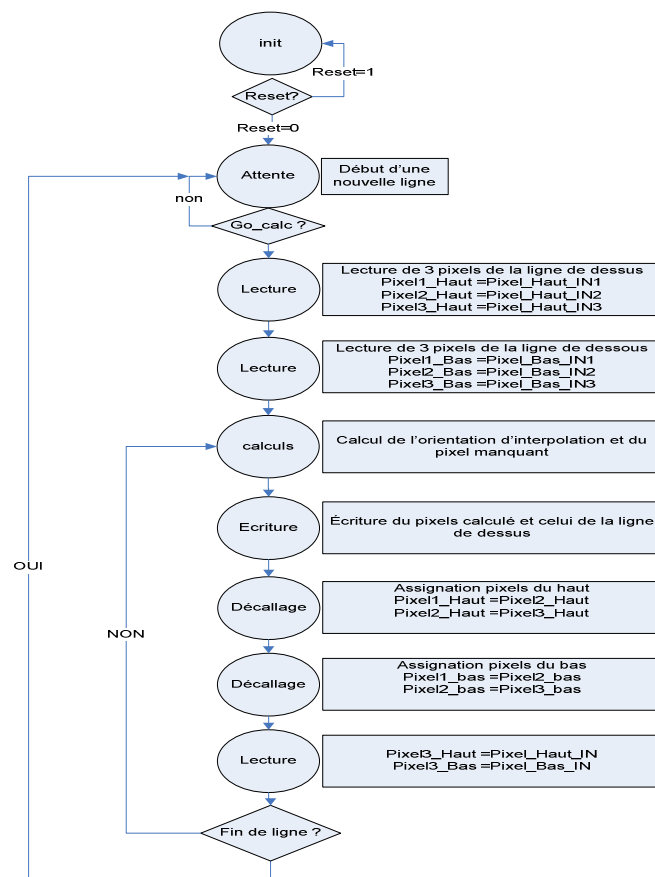 init
Reset=1
Reset?
Reset=0
Attente
Début d'une
nouvelle ligne
non
Go_calc ?
Lecture
Lecture de 3 pixels de la ligne de dessus
Pixel1_Haut =Pixel_Haut_IN1
Pixel2_Haut =Pixel_Haut_IN2
Pixel3_Haut =Pixel_Haut_IN3
Lecture
Lecture de 3 pixels de la ligne de dessous
Pixel1_Bas =Pixel_Bas_IN1
Pixel2_Bas =Pixel_Bas_IN2
Pixel3_Bas =Pixel_Bas_IN3
calculs
Calcul de l'orientation d'interpolation et du
pixel manquant
Ecriture
Écriture du pixels calculé et celui de la ligne
de dessus
OUI
Décallage
Assignation pixels du haut
Pixel1_Haut =Pixel2_Haut
Pixel2_Haut =Pixel3_Haut
NON
Décallage
Assignation pixels du bas
Pixel1_bas =Pixel2_bas
Pixel2_bas =Pixel3_bas
Lecture
Pixel3_Haut =Pixel_Haut_IN
Pixel3_Bas =Pixel_Bas_IN
Fin de ligne ?